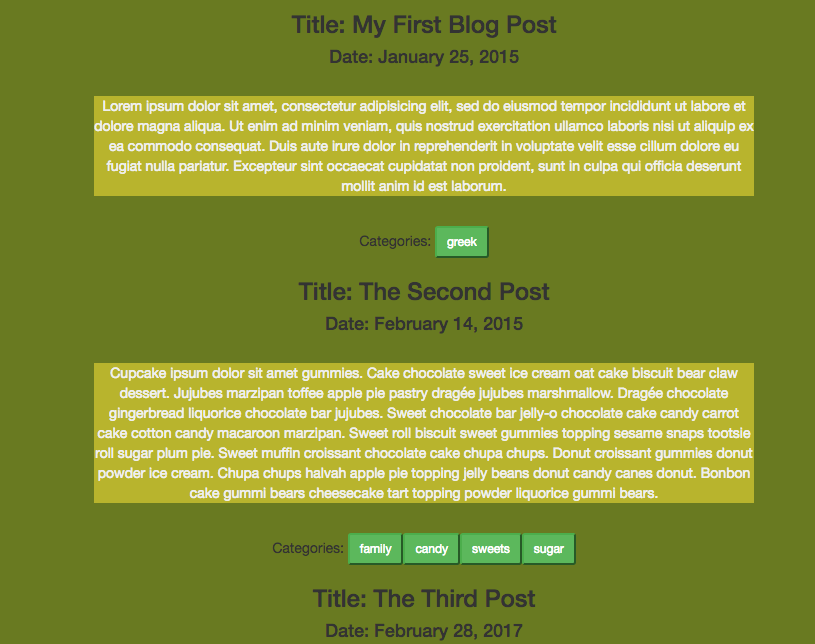 Title: My First Blog Post
Date: January 25, 2015
Lorem ipsum dolor sit amet, consectetur adipisicing elit, sed do eiusmod tempor incididunt ut labore et
dolore magna aliqua. Ut enim ad minim veniam, quis nostrud exercitation ullamco laboris nisi ut aliquip ex
ea commodo consequat. Duis aute irure dolor in reprehenderit in voluptate velit esse cillum dolore eu
fugiat nulla pariatur. Excepteur sint occaecat cupidatat non proident, sunt in culpa qui officia deserunt
mollit anim id est laborum.
Categories: greek
Title: The Second Post
Date: February 14, 2015
Cupcake ipsum dolor sit amet gummies. Cake chocolate sweet ice cream oat cake biscuit bear claw
dessert. Jujubes marzipan toffee apple pie pastry dragée jujubes marshmallow. Dragée chocolate
gingerbread liquorice chocolate bar jujubes. Sweet chocolate bar jelly-o chocolate cake candy carrot
cake cotton candy macaroon marzipan. Sweet roll biscuit sweet gummies topping sesame snaps tootsie
roll sugar plum pie. Sweet muffin croissant chocolate cake chupa chups. Donut croissant gummies donut
powder ice cream. Chupa chups halvah apple pie topping jelly beans donut candy canes donut. Bonbon
cake gummi bears cheesecake tart topping powder liquorice gummi bears.
Categories: family candy sweets sugar
Title: The Third Post
Date: February 28, 2017